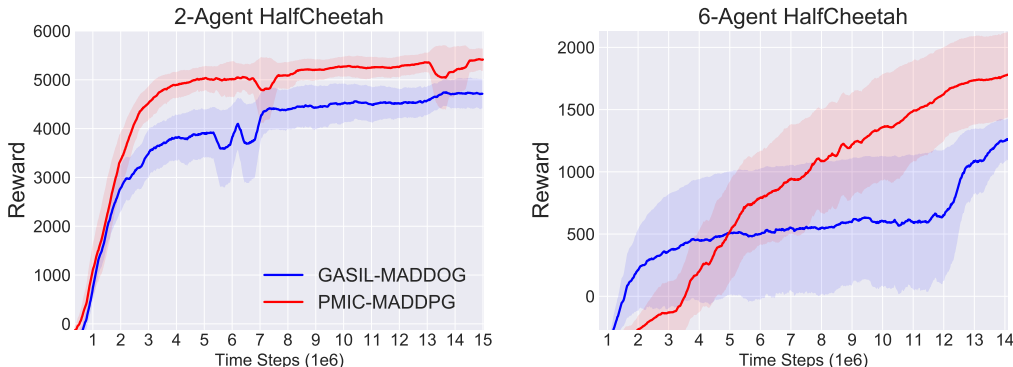 2-Agent HalfCheetah
6000
5000
4000
3000
2000
1000
0
Reward
GASIL-MADDOG
PMIC-MADDPG
1 2 3 4 5 6 7 8 9 10 11 12 13 14 15
Time Steps (1e6)
6-Agent HalfCheetah
2000
1500
1000
500
0
Reward
1 2 3 4 5 6 7 8 9 10 11 12 13 14
Time Steps (1e6)